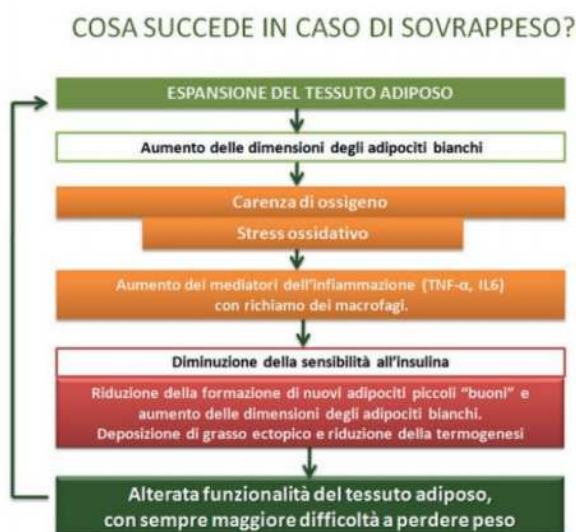 COSA SUCCEDE IN CASO DI SOVRAPPESO?
ESPANSIONE DEL TESSUTO ADIPOSO
Aumento delle dimensioni degli adipociti bianchi
Carenza di ossigeno
Stress ossidativo
Aumento dei mediatori dell'infiammazione (TNF-α, IL6)
con richiamo dei macrofagi.
Diminuzione della sensibilità all'insulina
Riduzione della formazione di nuovi adipociti piccoli "buoni" e
aumento delle dimensioni degli adipociti bianchi.
Deposizione di grasso ectopico e riduzione della termogenesi
Alterata funzionalità del tessuto adiposo,
con sempre maggiore difficoltà a perdere peso